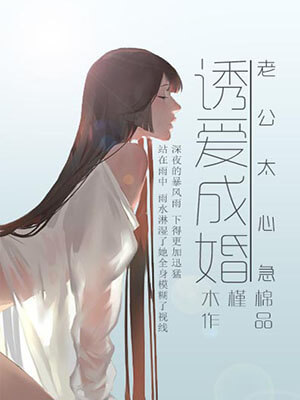 老公太心急棉品
诱爱成婚
槿
木作
深夜的暴风雨 下得更加迅猛
站在雨中 雨水淋湿了她全身模糊了视线